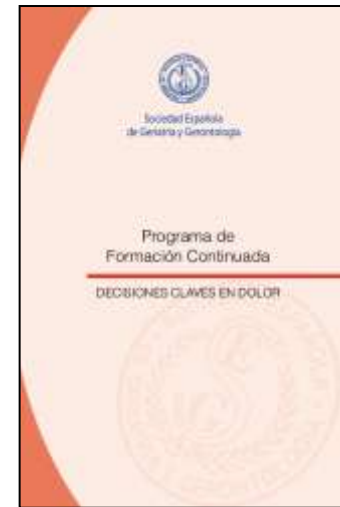 Sociedad Española
de Geriatría y Gerontología
Programa de
Formación Continuada
DECISIONES CLAVES EN DOLOR